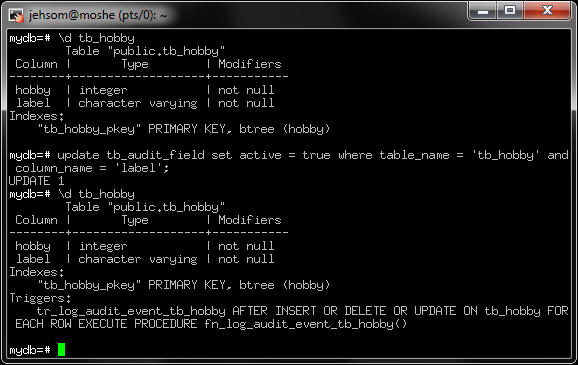 jehsom@moshe (pts/0): ~
mydb=# \d tb_hobby
        Table "public.tb_hobby"
 Column |       Type        | Modifiers
--------+-------------------+-----------
 hobby  | integer           | not null
 label  | character varying | not null
Indexes:
    "tb_hobby_pkey" PRIMARY KEY, btree (hobby)
mydb=# update tb_audit_field set active = true where table_name = 'tb_hobby' and
 column_name = 'label';
UPDATE 1
mydb=# \d tb_hobby
        Table "public.tb_hobby"
 Column |       Type        | Modifiers
--------+-------------------+-----------
 hobby  | integer           | not null
 label  | character varying | not null
Indexes:
    "tb_hobby_pkey" PRIMARY KEY, btree (hobby)
Triggers:
    tr_log_audit_event_tb_hobby AFTER INSERT OR DELETE OR UPDATE ON tb_hobby FOR
 EACH ROW EXECUTE PROCEDURE fn_log_audit_event_tb_hobby()
mydb=#